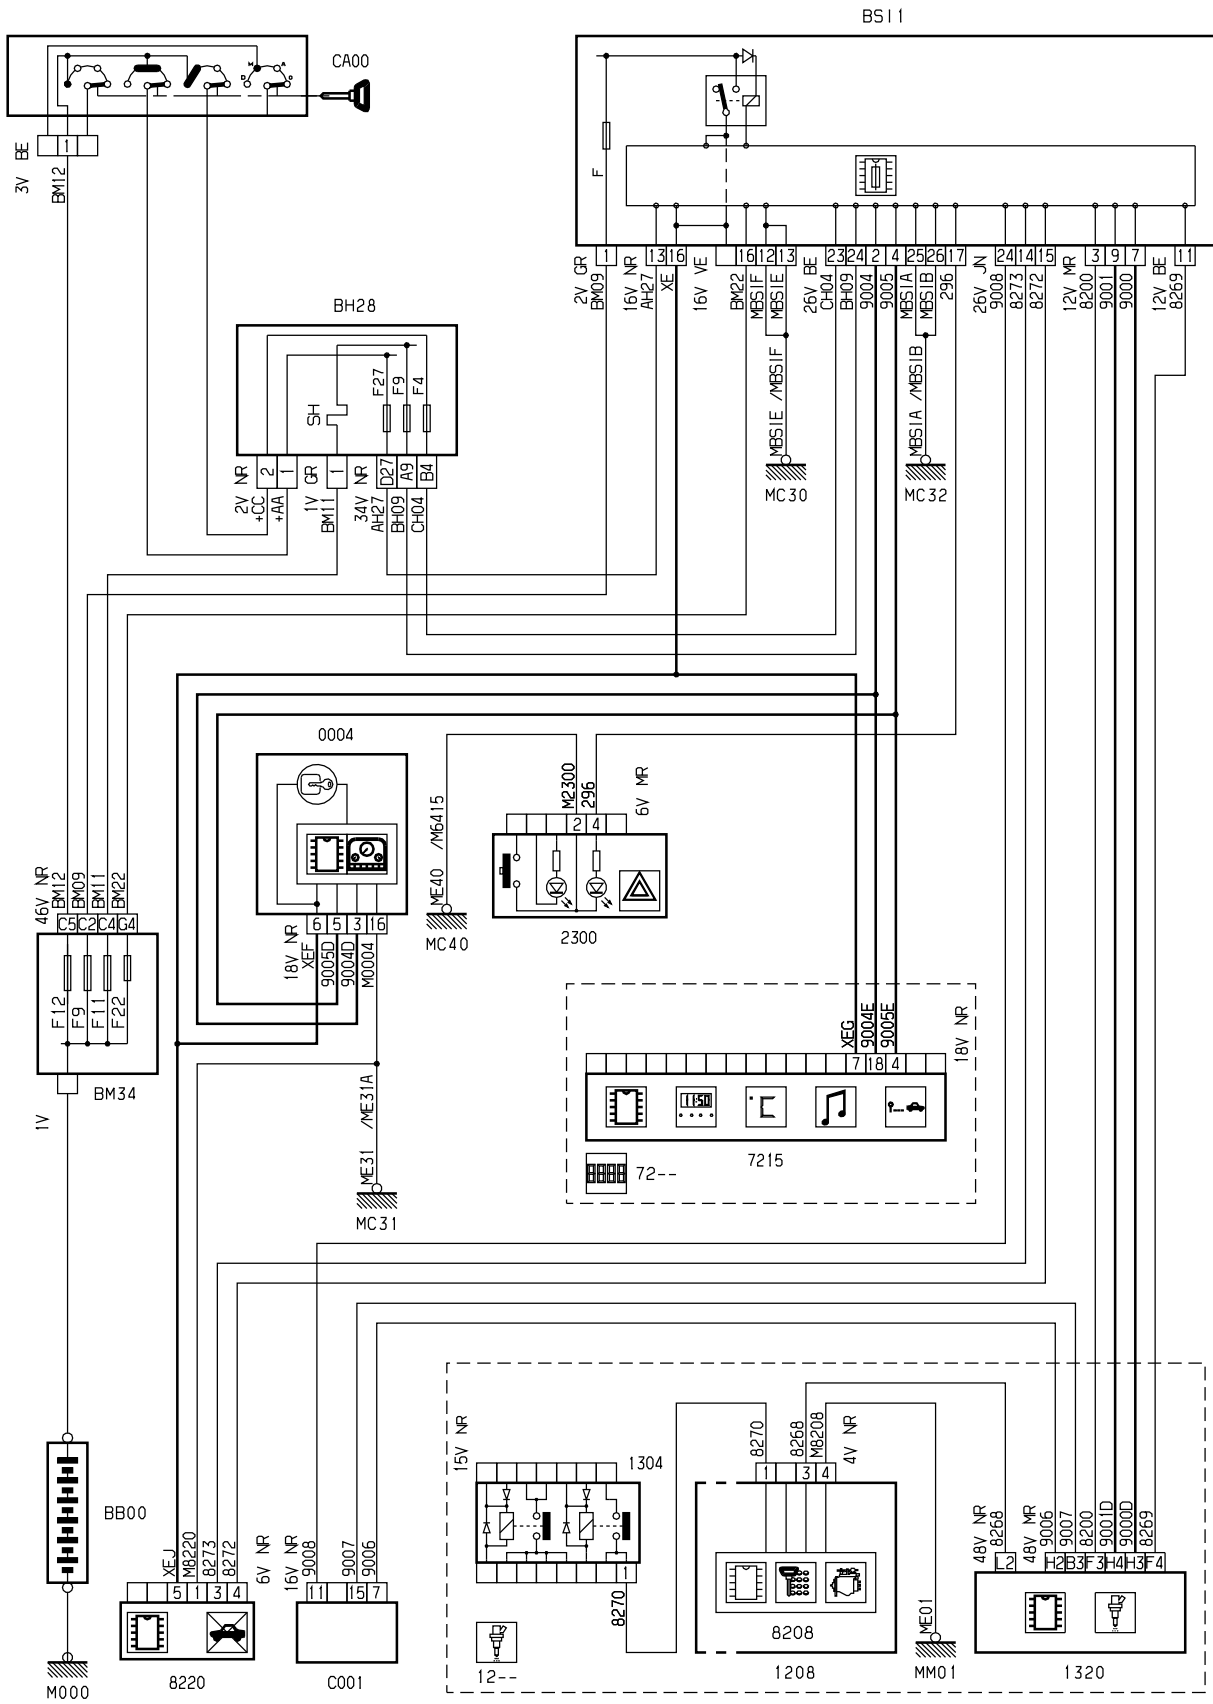 BSI1
CA00
M
A
D
O
1
3V BE
BM12
F
1
13
16
16
12
13
23
24
2
4
25
26
17
24
14
15
3
9
7
11
2V GR
BM09
16V NR
AH27
XE
16V VE
BM22
MBSIF
MBSIE
26V BE
CH04
BH09
9004
9005
MBSIA
MBSIB
296
26V JN
9008
8273
8272
12V MR
8200
9001
9000
12V BE
8269
MBSIE /MBSIF
MC30
MBSIA /MBSIB
MC32
BH28
SH
F27
F9
F4
2
1
1
D27
A9
B4
2V NR
+CC
+AA
1V GR
BM11
34V NR
AH27
BH09
CH04
0004
6
5
3
16
18V NR
XEF
9005D
9004D
M0004
ME31 /ME31A
MC31
ME40 /M6415
MC40
M2300
296
6V MR
2
4
2300
46V NR
BM12
BM09
BM11
BM22
C5
C2
C4
G4
F12
F9
F11
F22
BM34
1V
XEG
9004E
9005E
18V NR
7
18
4
11:50
°C
7215
72--
BB00
M000
XEJ
M8220
8273
8272
6V NR
5
1
3
4
8220
16V NR
9008
9007
9006
11
15
7
C001
15V NR
1304
1
8270
12--
8270
8268
M8208
4V NR
1
3
4
8208
1208
ME01
MM01
48V NR
8268
48V MR
9006
9007
8200
9001D
9000D
8269
L2
H2
B3
F3
H4
H3
F4
1320